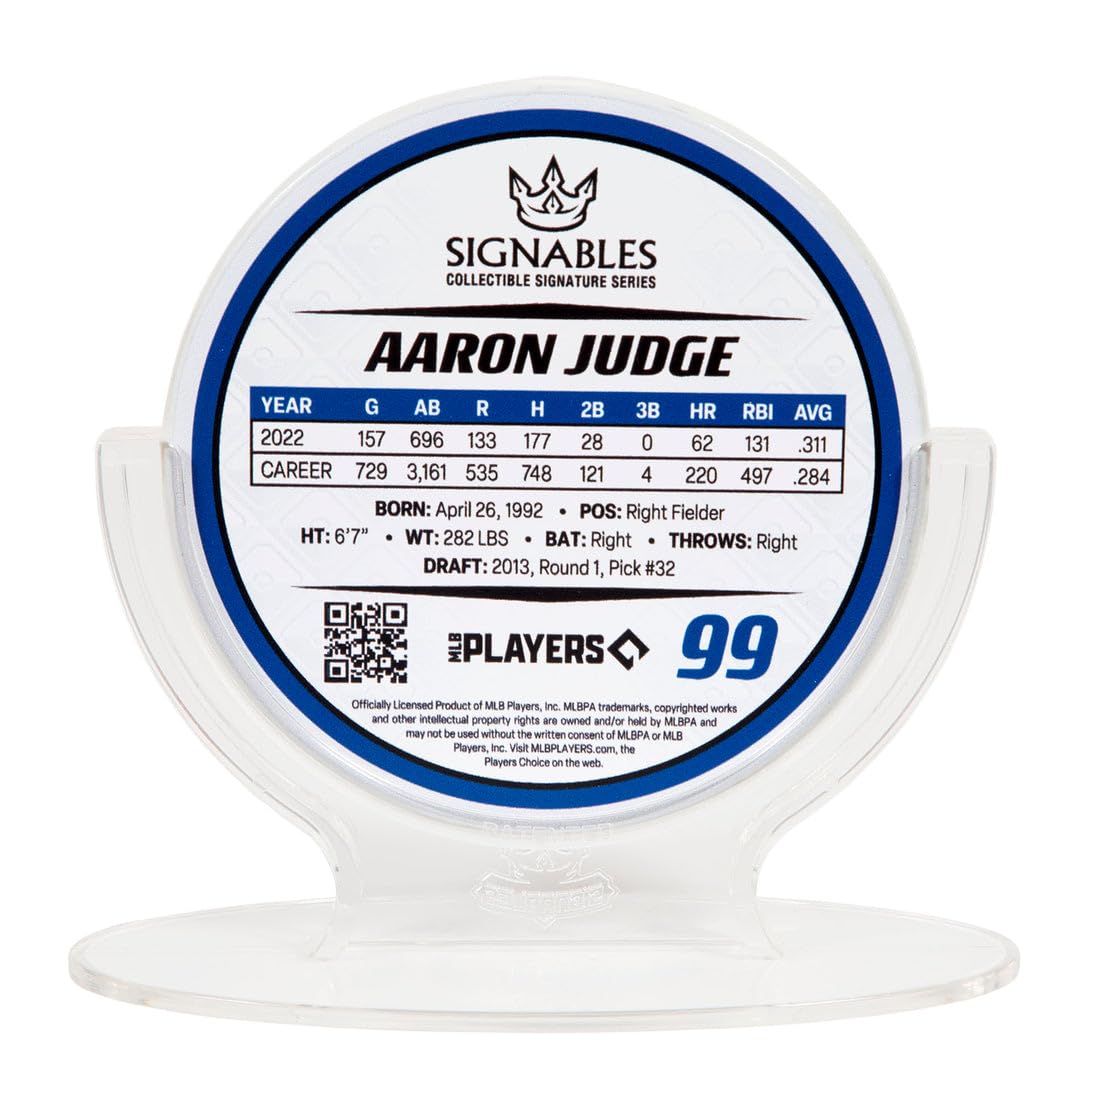 SIGNABLES
COLLECTIBLE SIGNATURE SERIES
AARON JUDGE
YEAR G AB R H 2B 3B HR RBI AVG
2022 157 696 133 177 28 0 62 131 .311
CAREER 729 3,161 535 748 121 4 220 497 .284
BORN: April 26, 1992 • POS: Right Fielder
HT: 6'7" • WT: 282 LBS • BAT: Right • THROWS: Right
DRAFT: 2013, Round 1, Pick #32
MLB PLAYERS 99
Officially Licensed Product of MLB Players, Inc. MLBPA trademarks, copyrighted works
and other intellectual property rights are owned and/or held by MLBPA and
may not be used without the written consent of MLBPA or MLB
Players, Inc. Visit MLBPLAYERS.com, the
Players Choice on the web.
PATENTED